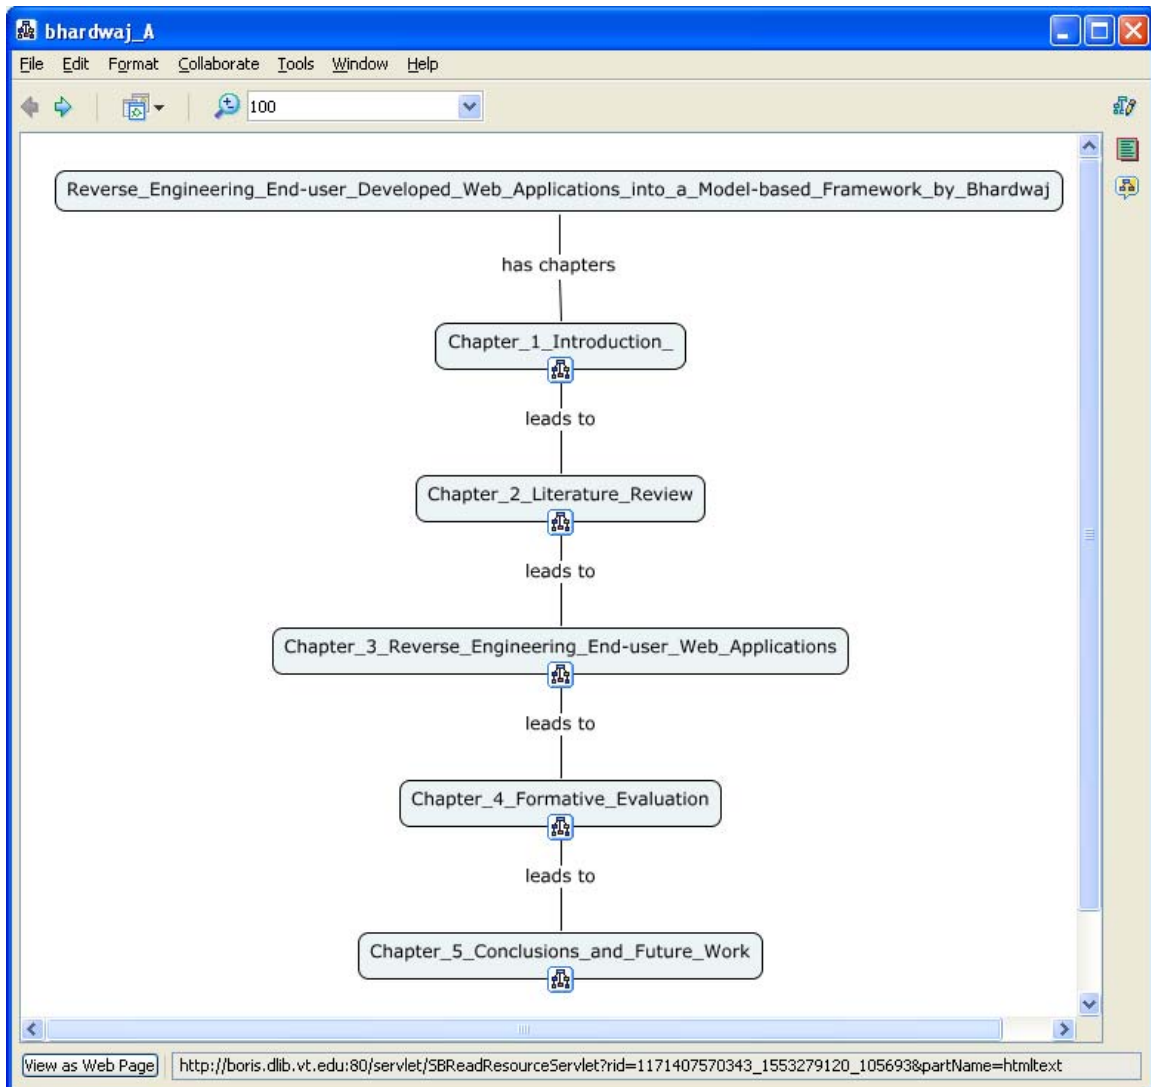 bhardwaj_A
File Edit Format Collaborate Tools Window Help
100
Reverse_Engineering_End-user_Developed_Web_Applications_into_a_Model-based_Framework_by_Bhardwaj
has chapters
Chapter_1_Introduction_
leads to
Chapter_2_Literature_Review
leads to
Chapter_3_Reverse_Engineering_End-user_Web_Applications
leads to
Chapter_4_Formative_Evaluation
leads to
Chapter_5_Conclusions_and_Future_Work
View as Web Page http://boris.dlib.vt.edu:80/servlet/SBReadResourceServlet?rid=1171407570343_1553279120_105693&partName=htmltext